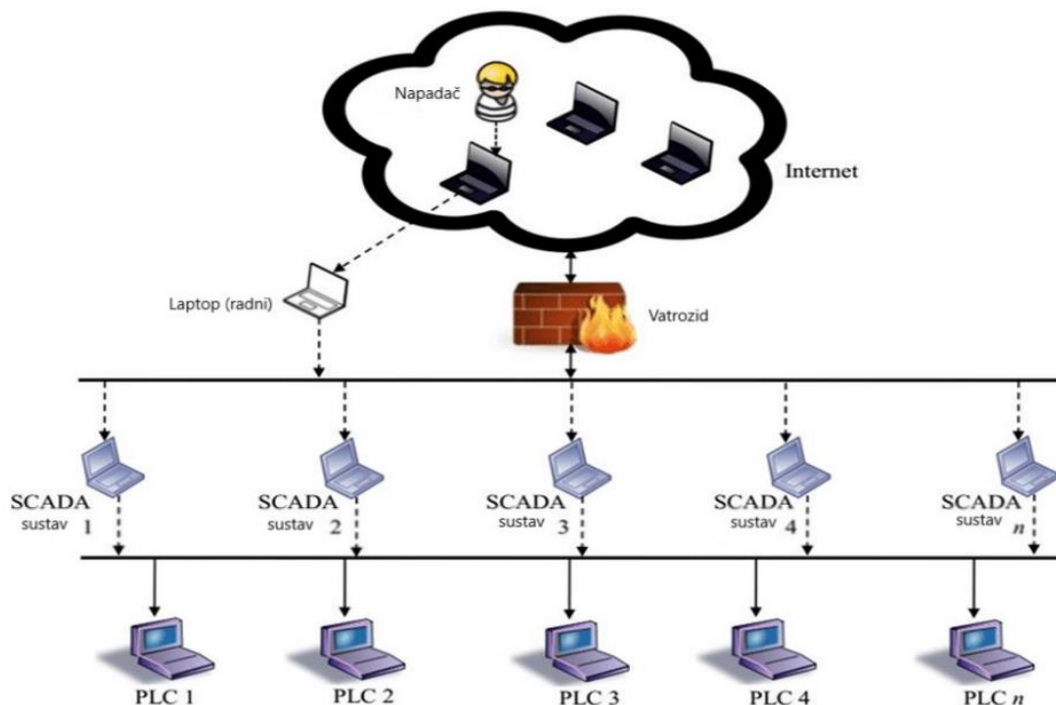 Napadač
Internet
Laptop (radni)
Vatrozid
SCADA
sustav 1
SCADA
sustav 2
SCADA
sustav 3
SCADA
sustav 4
SCADA
sustav n
PLC 1
PLC 2
PLC 3
PLC 4
PLC n